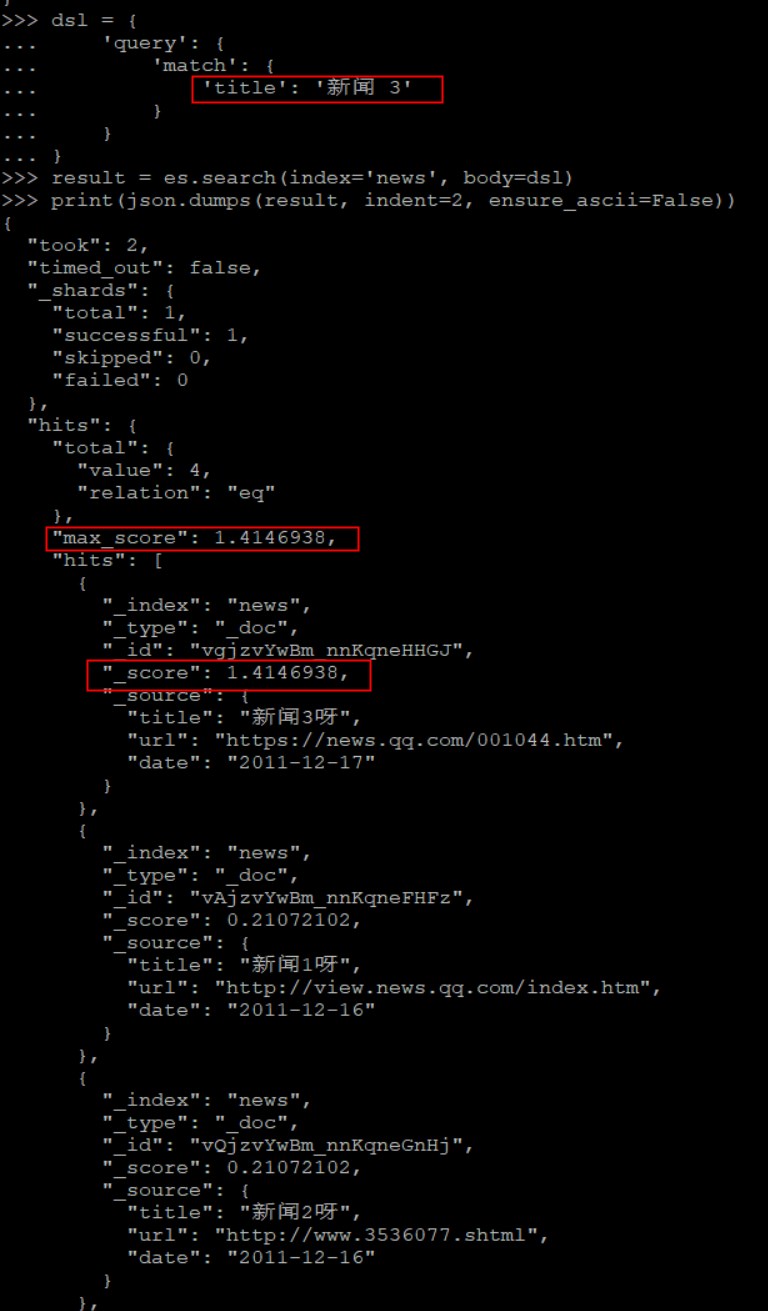 }
>>> dsl = {
...     'query': {
...         'match': {
...             'title': '新闻 3'
...         }
...     }
... }
>>> result = es.search(index='news', body=dsl)
>>> print(json.dumps(result, indent=2, ensure_ascii=False))
{
  "took": 2,
  "timed_out": false,
  "_shards": {
    "total": 1,
    "successful": 1,
    "skipped": 0,
    "failed": 0
  },
  "hits": {
    "total": {
      "value": 4,
      "relation": "eq"
    },
    "max_score": 1.4146938,
    "hits": [
      {
        "_index": "news",
        "_type": "_doc",
        "_id": "vgjzvYwBm_nnKqneHHGJ",
        "_score": 1.4146938,
        "_source": {
          "title": "新闻3呀",
          "url": "https://news.qq.com/001044.htm",
          "date": "2011-12-17"
        }
      },
      {
        "_index": "news",
        "_type": "_doc",
        "_id": "vAjzvYwBm_nnKqneFHFz",
        "_score": 0.21072102,
        "_source": {
          "title": "新闻1呀",
          "url": "http://view.news.qq.com/index.htm",
          "date": "2011-12-16"
        }
      },
      {
        "_index": "news",
        "_type": "_doc",
        "_id": "vQjzvYwBm_nnKqneGnHj",
        "_score": 0.21072102,
        "_source": {
          "title": "新闻2呀",
          "url": "http://www.3536077.shtml",
          "date": "2011-12-16"
        }
      },